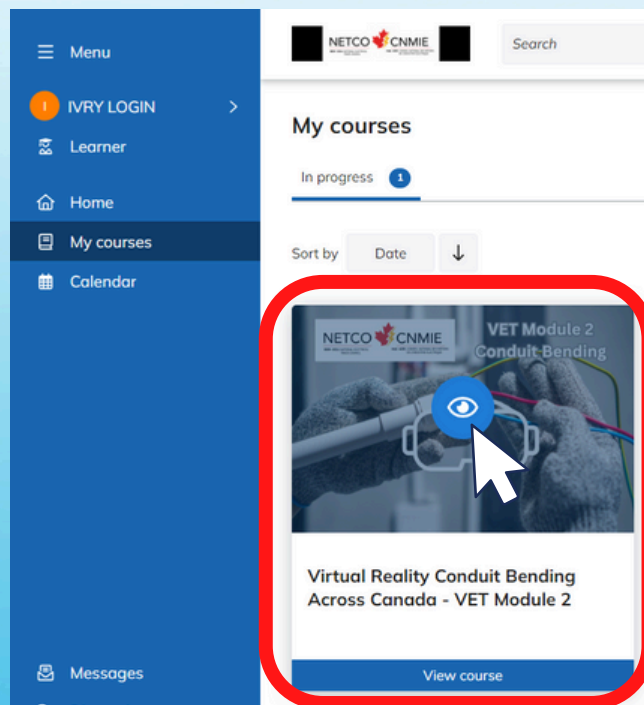 Menu
IVRY LOGIN
Learner
Home
My courses
Calendar
Messages
NETCO CNMIE
Search
My courses
In progress 1
Sort by Date
NETCO CNMIE
VET Module 2
Conduit Bending
Virtual Reality Conduit Bending
Across Canada - VET Module 2
View course